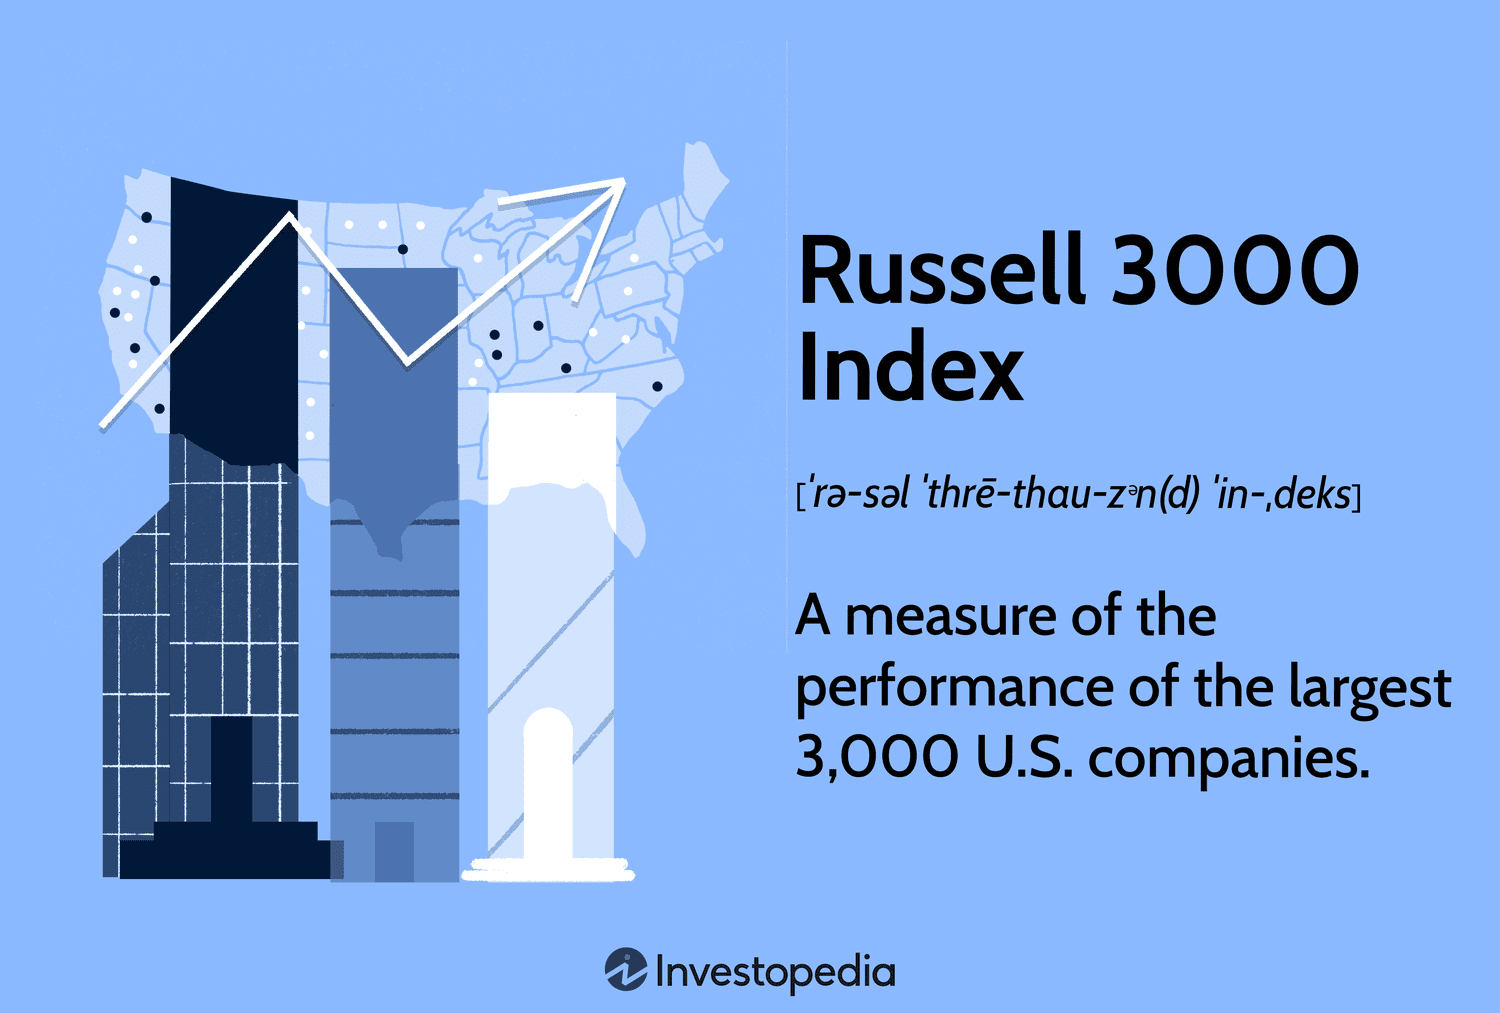 Russell 3000
Index
[ˈrə-səl ˈthrē-thau-zᵊn(d) ˈin-ˌdeks]
A measure of the
performance of the largest
3,000 U.S. companies.
Investopedia